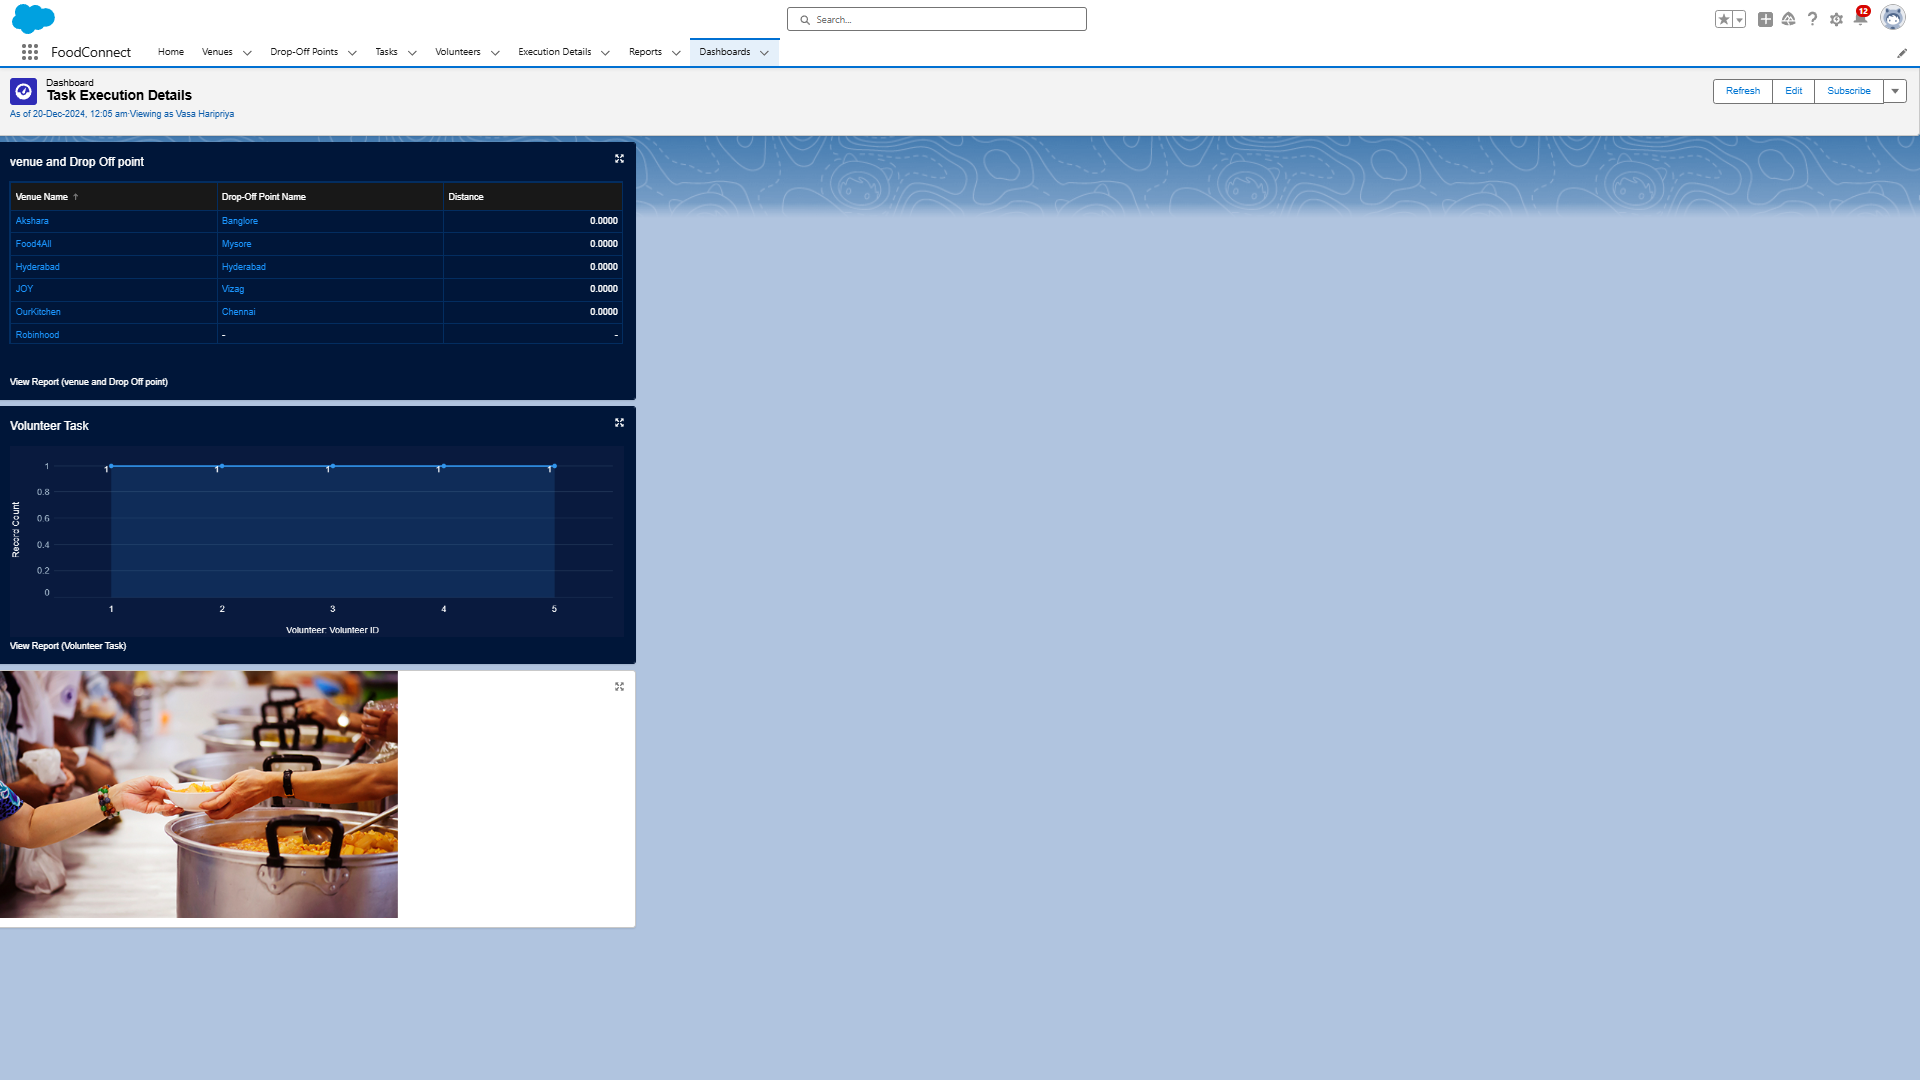 Search...
12
FoodConnect Home Venues Drop-Off Points Tasks Volunteers Execution Details Reports Dashboards
Dashboard
Task Execution Details
As of 20-Dec-2024, 12:05 am·Viewing as Vasa Haripriya
Refresh Edit Subscribe
venue and Drop Off point
Venue Name ↑ Drop-Off Point Name Distance
Akshara Banglore 0.0000
Food4All Mysore 0.0000
Hyderabad Hyderabad 0.0000
JOY Vizag 0.0000
OurKitchen Chennai 0.0000
Robinhood - -
View Report (venue and Drop Off point)
Volunteer Task
Record Count
1
0.8
0.6
0.4
0.2
0
1 1 1 1 1
1 2 3 4 5
Volunteer: Volunteer ID
View Report (Volunteer Task)